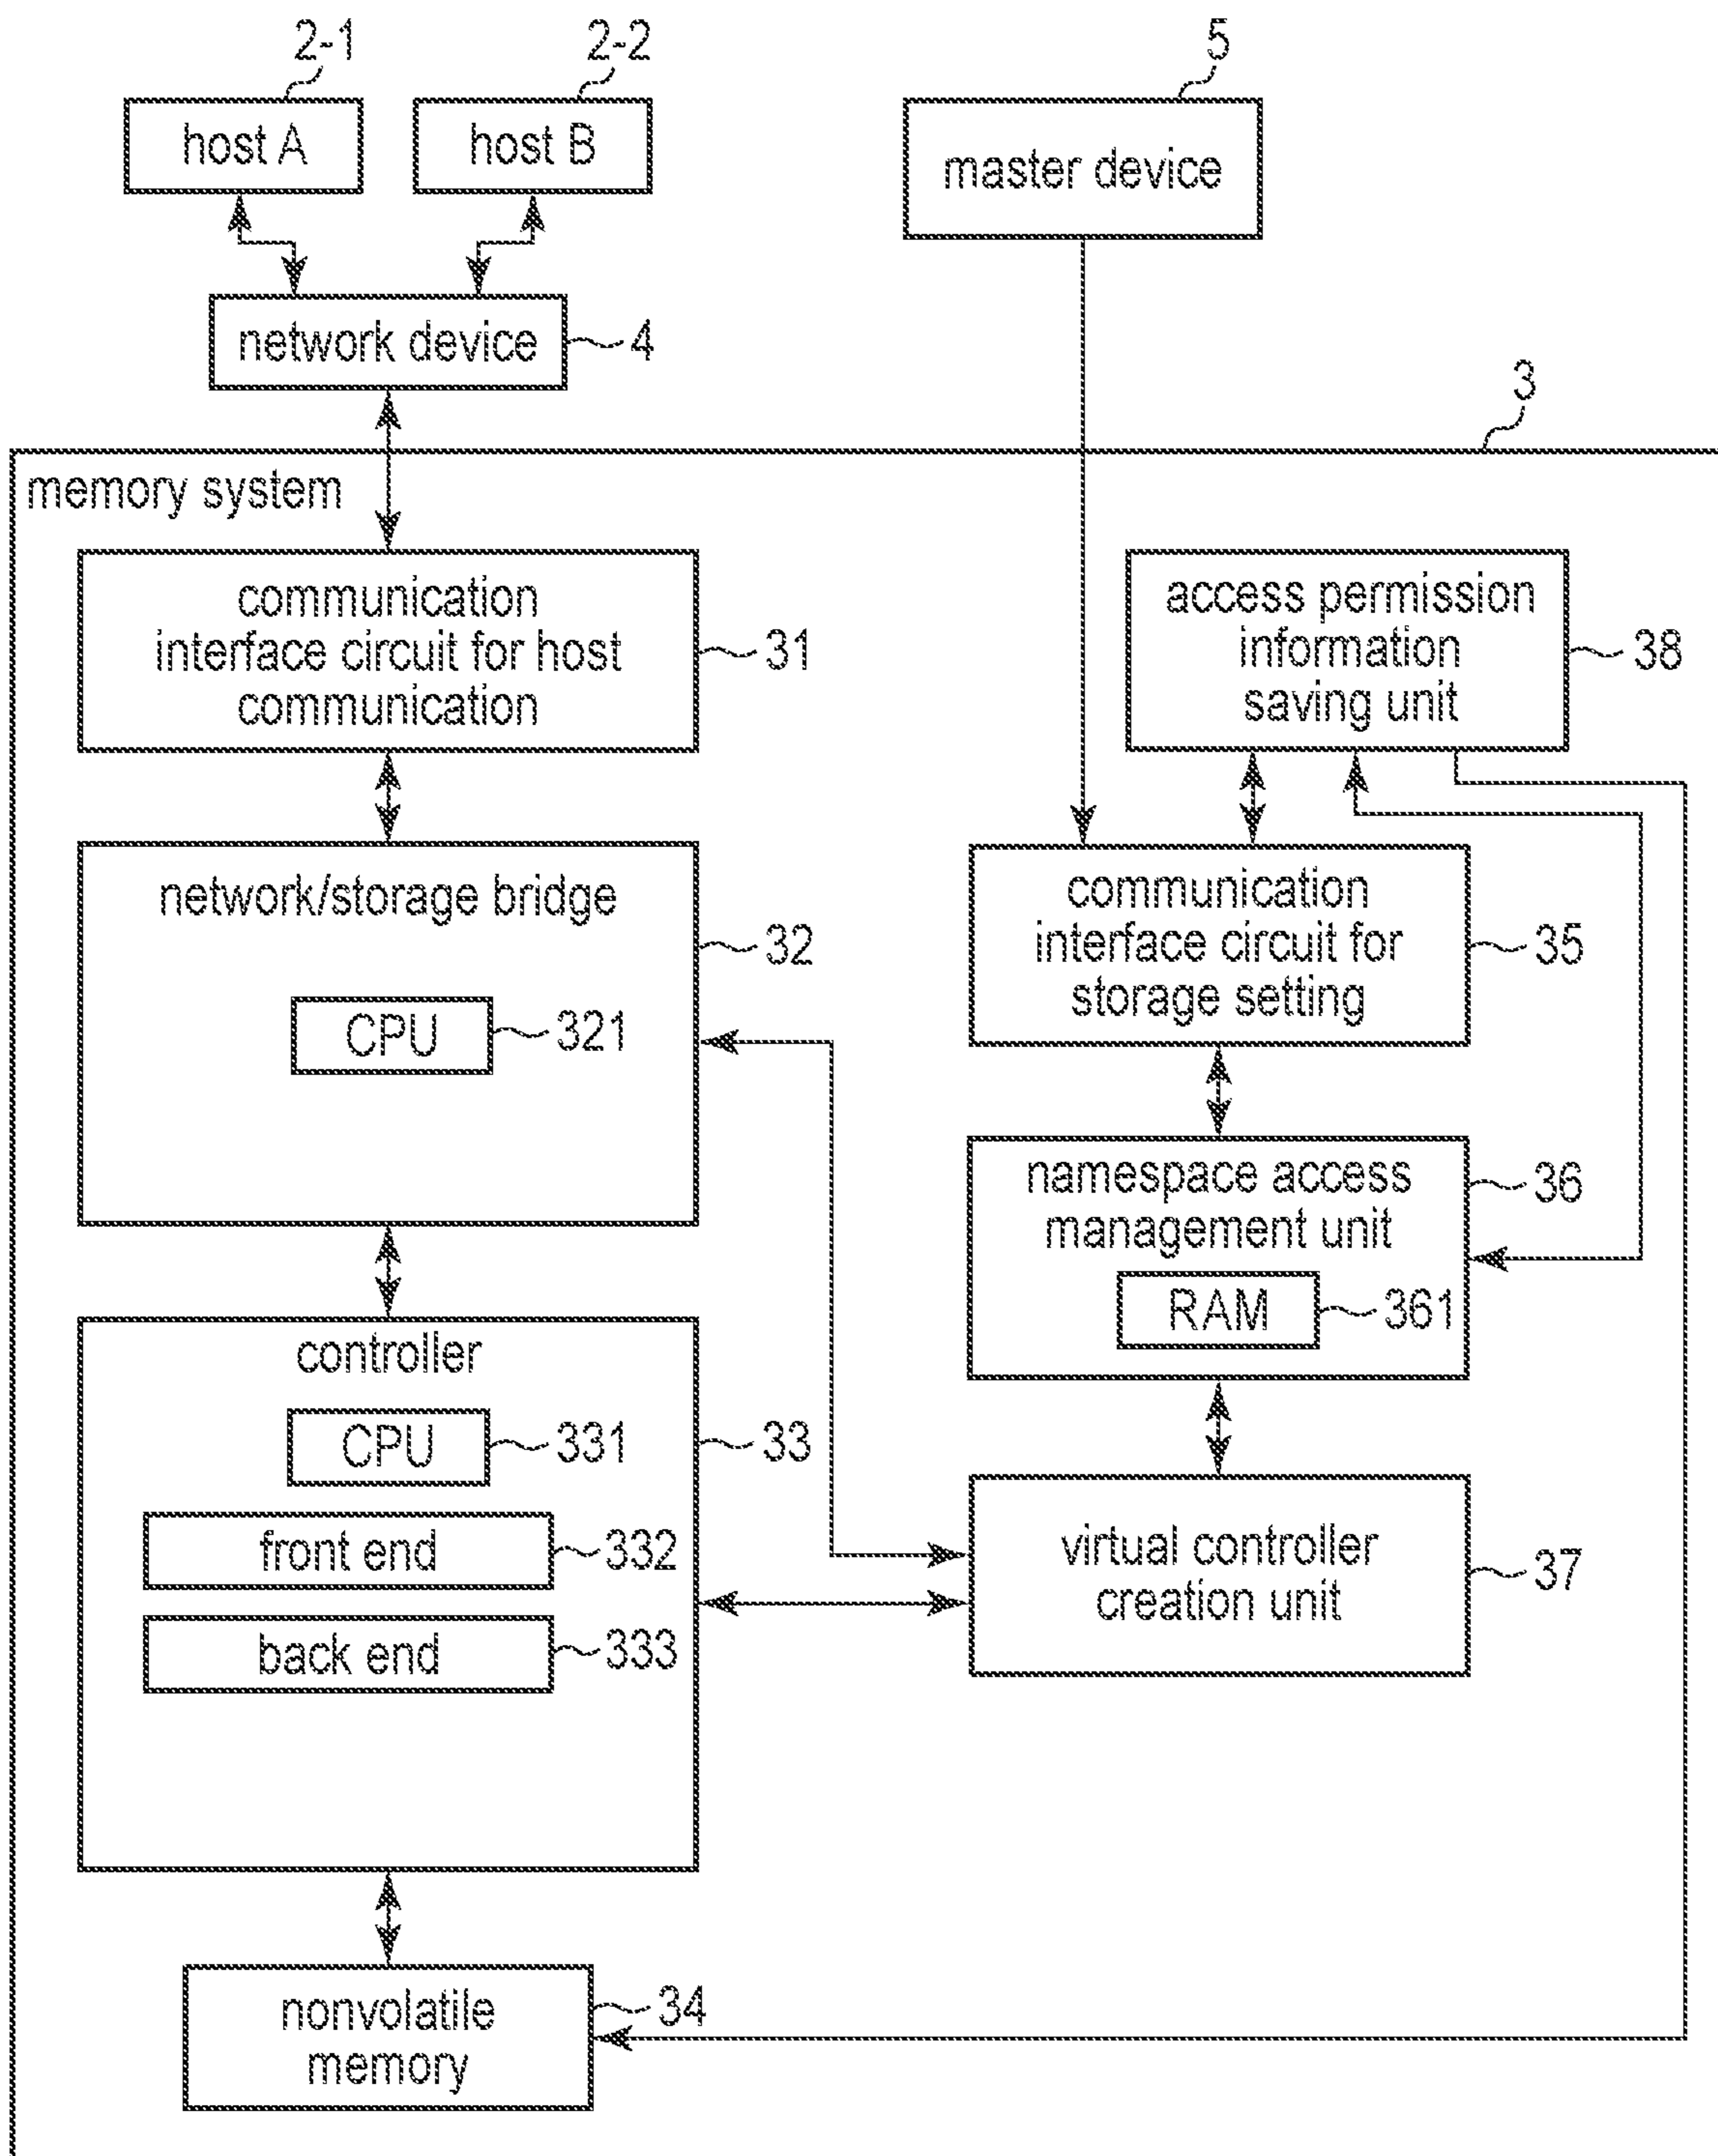 2-1
2-2
5
host A
host B
master device
network device
4
3
memory system
communication
interface circuit for host
communication
31
access permission
information
saving unit
38
network/storage bridge
32
CPU
321
communication
interface circuit for
storage setting
35
namespace access
management unit
36
RAM
361
controller
CPU
331
33
front end
332
back end
333
virtual controller
creation unit
37
nonvolatile
memory
34